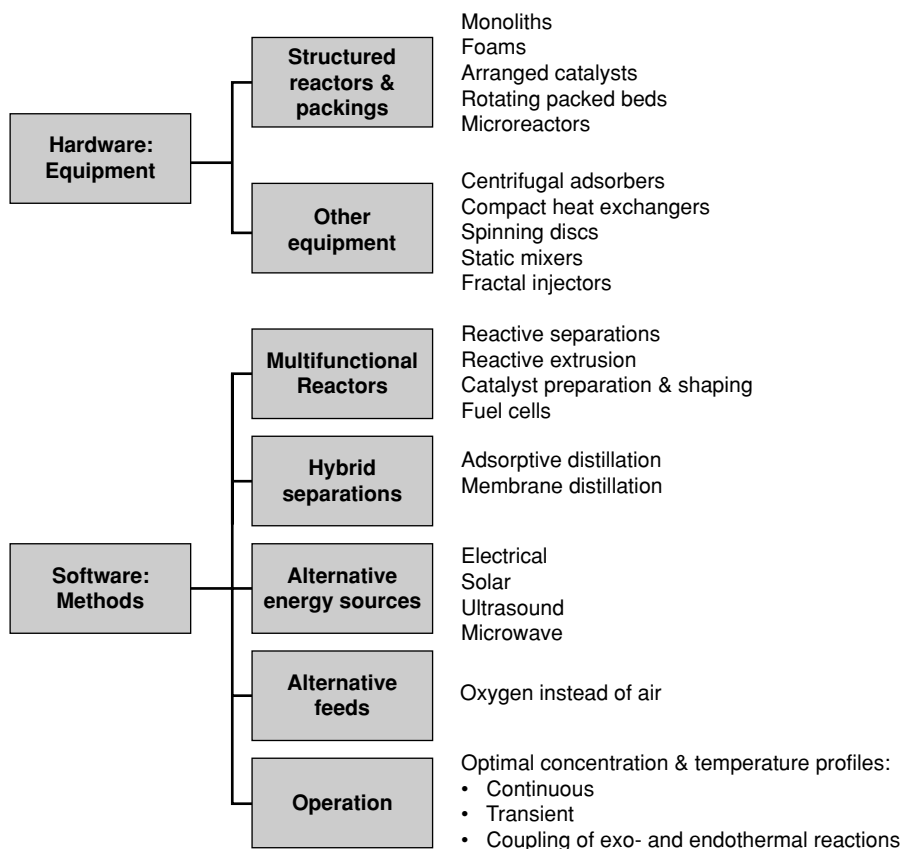 Hardware:
Equipment
Structured
reactors &
packings
Monoliths
Foams
Arranged catalysts
Rotating packed beds
Microreactors
Other
equipment
Centrifugal adsorbers
Compact heat exchangers
Spinning discs
Static mixers
Fractal injectors
Software:
Methods
Multifunctional
Reactors
Reactive separations
Reactive extrusion
Catalyst preparation & shaping
Fuel cells
Hybrid
separations
Adsorptive distillation
Membrane distillation
Alternative
energy sources
Electrical
Solar
Ultrasound
Microwave
Alternative
feeds
Oxygen instead of air
Operation
Optimal concentration & temperature profiles:
• Continuous
• Transient
• Coupling of exo- and endothermal reactions